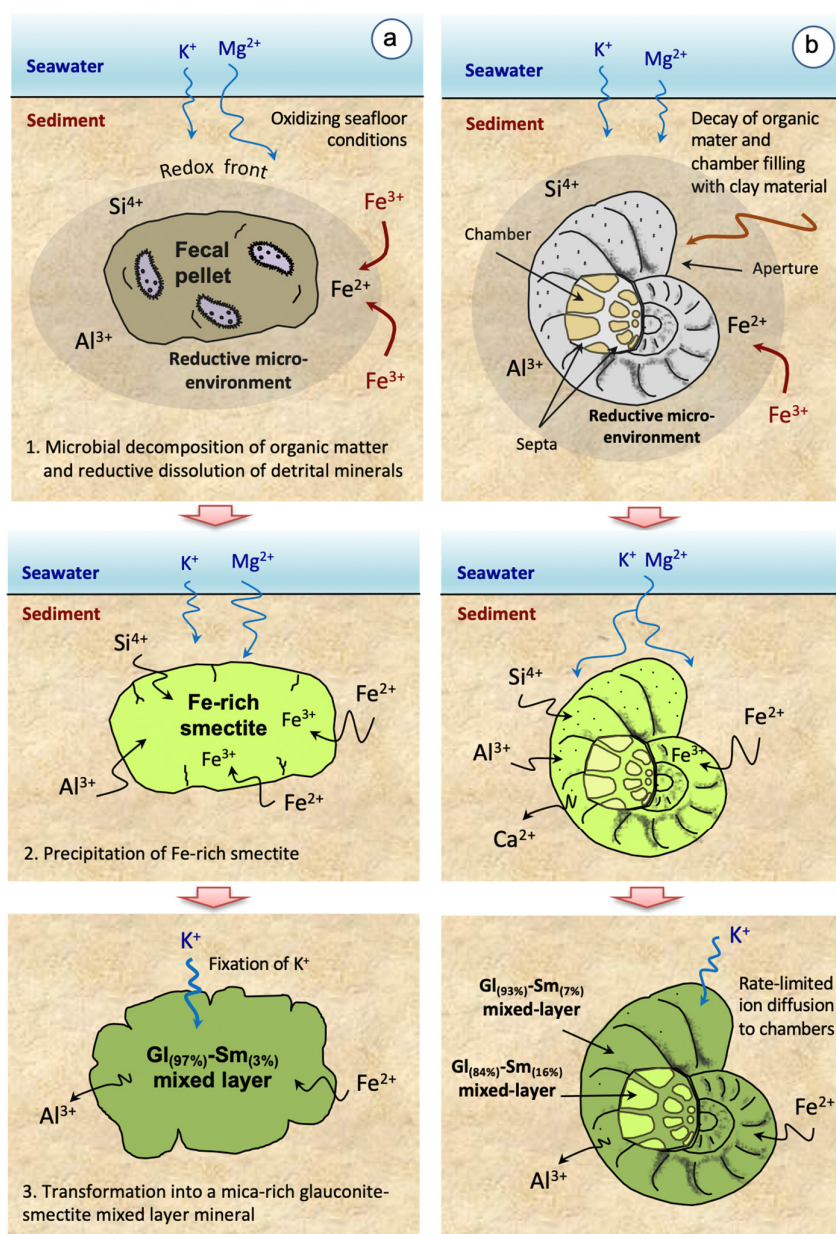 a
K⁺
Mg²⁺
Seawater
Sediment
Oxidizing seafloor
conditions
Redox front
Si⁴⁺
Fe³⁺
Fecal
pellet
Fe²⁺
Al³⁺
Reductive micro-
environment
Fe³⁺
1. Microbial decomposition of organic matter
and reductive dissolution of detrital minerals
b
K⁺
Mg²⁺
Seawater
Sediment
Decay of organic
mater and
chamber filling
with clay material
Si⁴⁺
Chamber
Aperture
Fe²⁺
Al³⁺
Fe³⁺
Septa
Reductive micro-
environment
K⁺
Mg²⁺
Seawater
Sediment
Si⁴⁺
Fe-rich
smectite
Fe³⁺
Fe²⁺
Fe³⁺
Al³⁺
Fe²⁺
2. Precipitation of Fe-rich smectite
K⁺ Mg²⁺
Seawater
Sediment
Si⁴⁺
Fe²⁺
Al³⁺
Fe³⁺
Ca²⁺
K⁺
Fixation of K⁺
Gl(97%)-Sm(3%)
mixed layer
Fe²⁺
Al³⁺
3. Transformation into a mica-rich glauconite-
smectite mixed layer mineral
K⁺
Gl(93%)-Sm(7%)
mixed-layer
Rate-limited
ion diffusion
to chambers
Gl(84%)-Sm(16%)
mixed-layer
Fe²⁺
Al³⁺